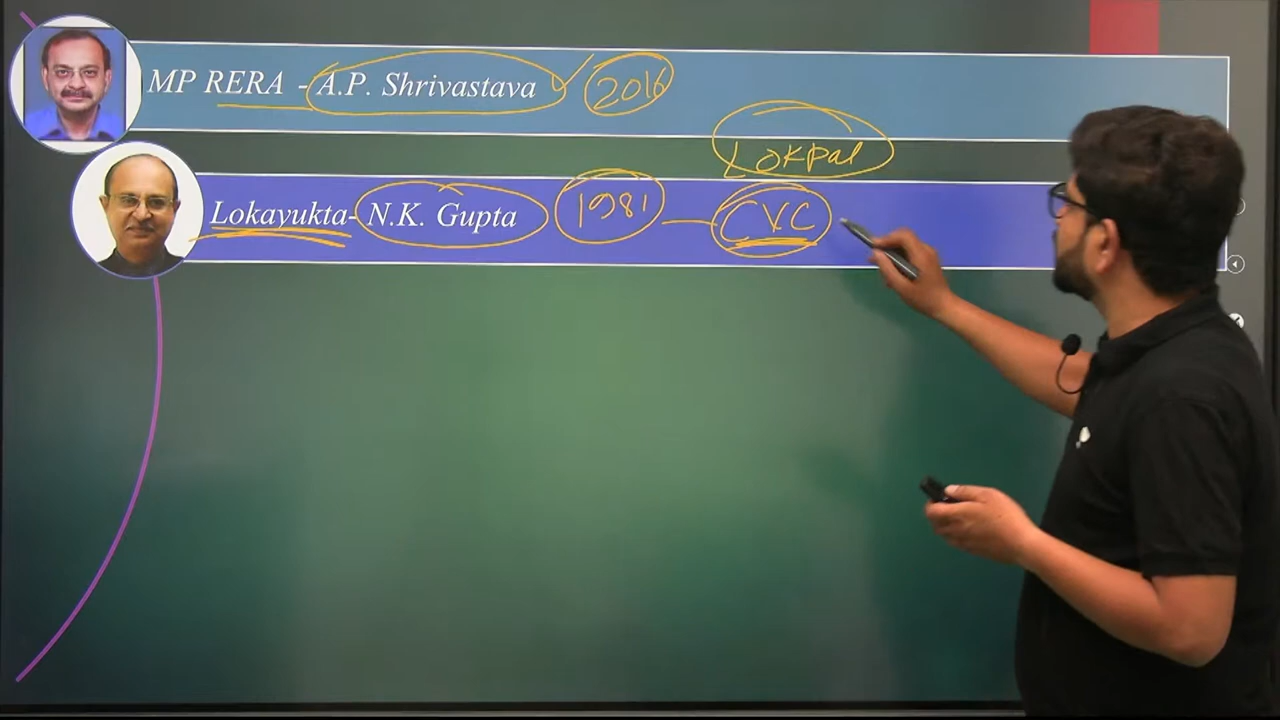 MP RERA - A.P. Shrivastava 2016
Lokpal
Lokayukta- N.K. Gupta 1981 - CVC